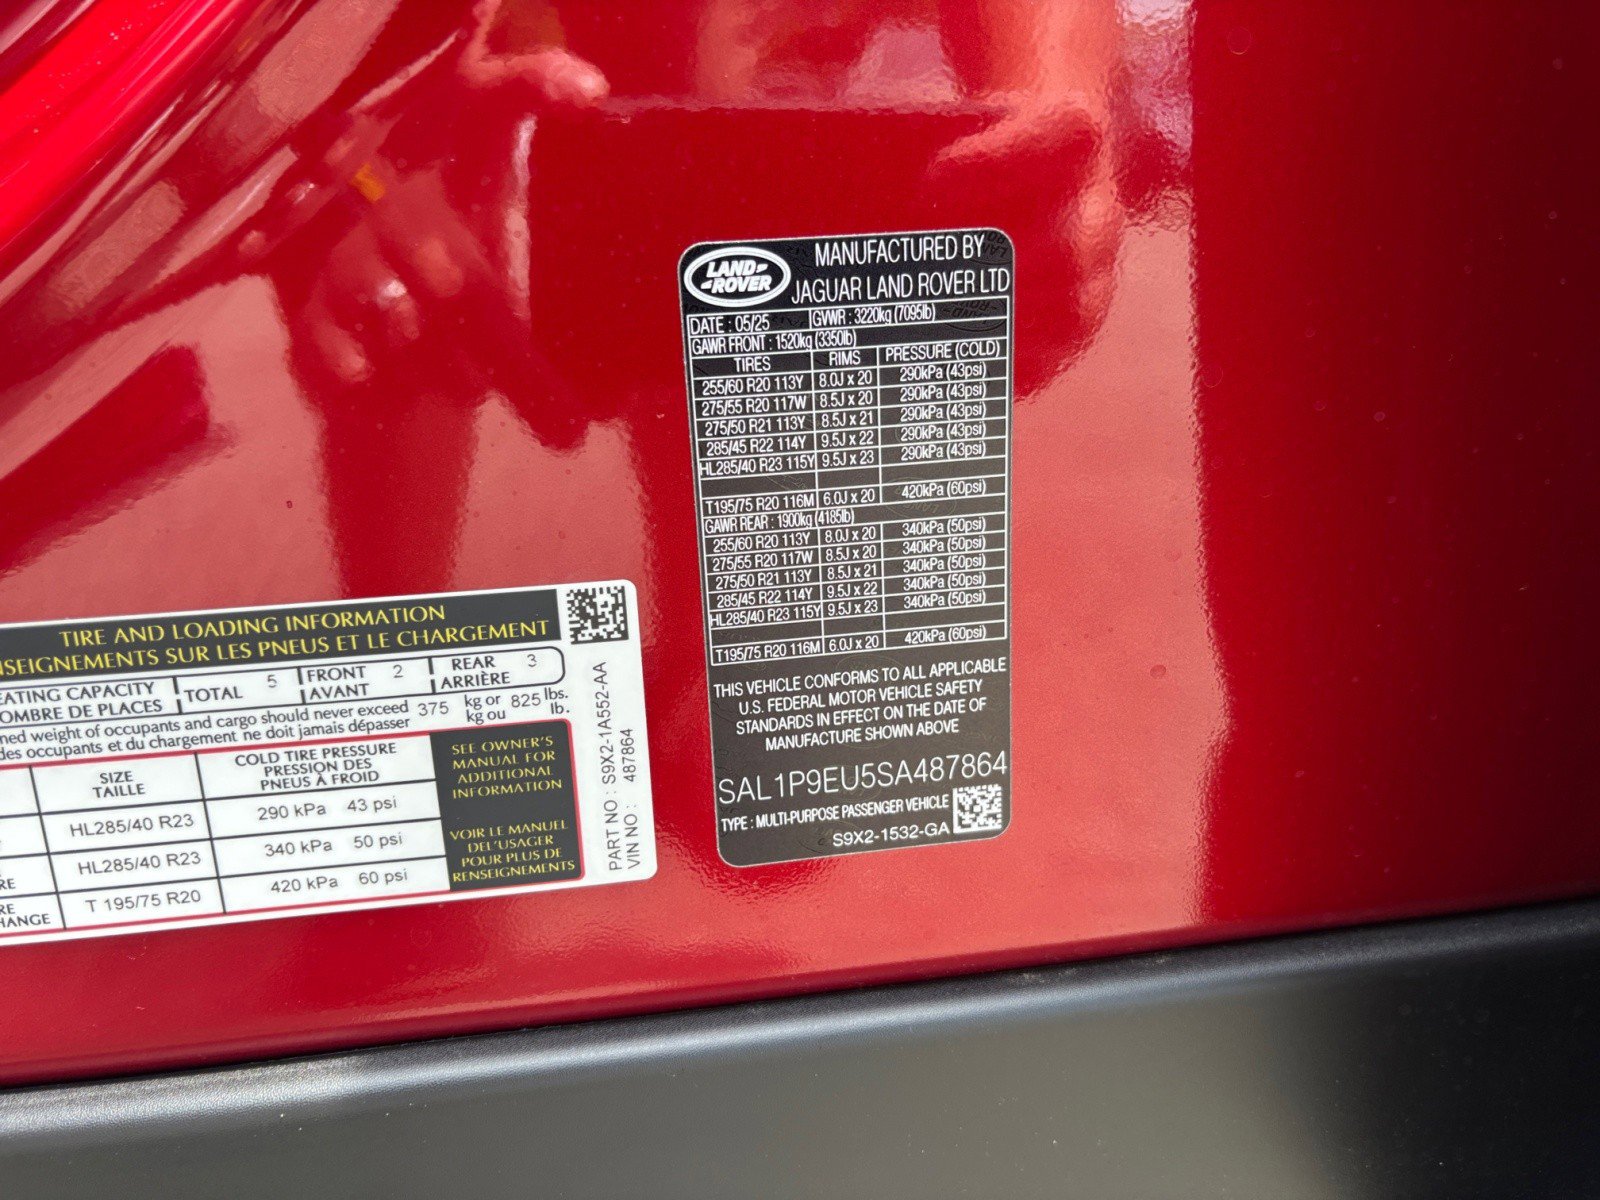 LAND-
-ROVER
MANUFACTURED BY
JAGUAR LAND ROVER LTD
DATE : 05/25 GVWR : 3220kg (7095lb)
GAWR FRONT : 1520kg (3350lb)
TIRES RIMS PRESSURE (COLD)
255/60 R20 113Y 8.0J x 20 290kPa (43psi)
275/55 R20 117W 8.5J x 20 290kPa (43psi)
275/50 R21 113Y 8.5J x 21 290kPa (43psi)
285/45 R22 114Y 9.5J x 22 290kPa (43psi)
HL285/40 R23 115Y 9.5J x 23 290kPa (43psi)
T195/75 R20 116M 6.0J x 20 420kPa (60psi)
GAWR REAR : 1900kg (4185lb)
255/60 R20 113Y 8.0J x 20 340kPa (50psi)
275/55 R20 117W 8.5J x 20 340kPa (50psi)
275/50 R21 113Y 8.5J x 21 340kPa (50psi)
285/45 R22 114Y 9.5J x 22 340kPa (50psi)
HL285/40 R23 115Y 9.5J x 23 340kPa (50psi)
T195/75 R20 116M 6.0J x 20 420kPa (60psi)
THIS VEHICLE CONFORMS TO ALL APPLICABLE
U.S. FEDERAL MOTOR VEHICLE SAFETY
STANDARDS IN EFFECT ON THE DATE OF
MANUFACTURE SHOWN ABOVE
SAL1P9EU5SA487864
TYPE : MULTI-PURPOSE PASSENGER VEHICLE
S9X2-1532-GA
TIRE AND LOADING INFORMATION
NSEIGNEMENTS SUR LES PNEUS ET LE CHARGEMENT
EATING CAPACITY TOTAL 5 FRONT 2 REAR 3
OMBRE DE PLACES AVANT ARRIÈRE
ned weight of occupants and cargo should never exceed 375 kg or 825 lbs.
des occupants et du chargement ne doit jamais dépasser kg ou lb.
SIZE
TAILLE
COLD TIRE PRESSURE
PRESSION DES
PNEUS À FROID
HL285/40 R23 290 kPa 43 psi
RE HL285/40 R23 340 kPa 50 psi
RE
HANGE T 195/75 R20 420 kPa 60 psi
SEE OWNER'S
MANUAL FOR
ADDITIONAL
INFORMATION
VOIR LE MANUEL
DEL'USAGER
POUR PLUS DE
RENSEIGNEMENTS
PART NO : S9X2-1A552-AA
VIN NO : 487864